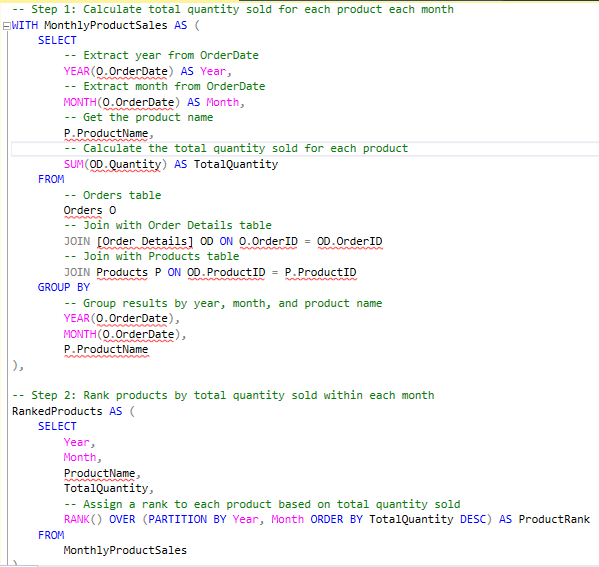 -- Step 1: Calculate total quantity sold for each product each month
WITH MonthlyProductSales AS (
    SELECT
        -- Extract year from OrderDate
        YEAR(O.OrderDate) AS Year,
        -- Extract month from OrderDate
        MONTH(O.OrderDate) AS Month,
        -- Get the product name
        P.ProductName,
        -- Calculate the total quantity sold for each product
        SUM(OD.Quantity) AS TotalQuantity
    FROM
        -- Orders table
        Orders O
        -- Join with Order Details table
        JOIN [Order Details] OD ON O.OrderID = OD.OrderID
        -- Join with Products table
        JOIN Products P ON OD.ProductID = P.ProductID
    GROUP BY
        -- Group results by year, month, and product name
        YEAR(O.OrderDate),
        MONTH(O.OrderDate),
        P.ProductName
),

-- Step 2: Rank products by total quantity sold within each month
RankedProducts AS (
    SELECT
        Year,
        Month,
        ProductName,
        TotalQuantity,
        -- Assign a rank to each product based on total quantity sold
        RANK() OVER (PARTITION BY Year, Month ORDER BY TotalQuantity DESC) AS ProductRank
    FROM
        MonthlyProductSales